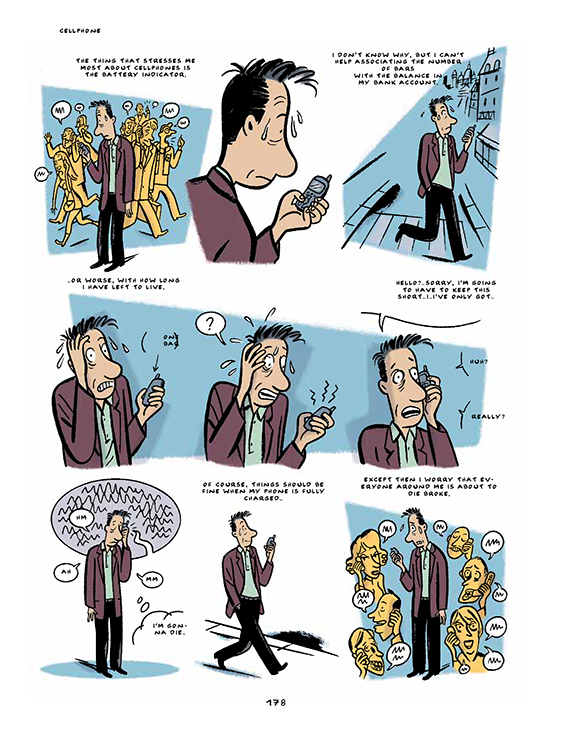 CELLPHONE
THE THING THAT STRESSES ME
MOST ABOUT CELLPHONES IS
THE BATTERY INDICATOR.
I DON'T KNOW WHY, BUT I CAN'T
HELP ASSOCIATING THE NUMBER
OF BARS
WITH THE BALANCE IN
MY BANK ACCOUNT.
..OR WORSE, WITH HOW LONG
I HAVE LEFT TO LIVE.
ONE
BAR
?
HELLO?..SORRY, I'M GOING
TO HAVE TO KEEP THIS
SHORT..I..I'VE ONLY GOT..
HUH?
REALLY?
HM
AH
MM
I'M GON-
NA DIE..
OF COURSE, THINGS SHOULD BE
FINE WHEN MY PHONE IS FULLY
CHARGED..
EXCEPT THEN I WORRY THAT EV-
ERYONE AROUND ME IS ABOUT TO
DIE BROKE.
178